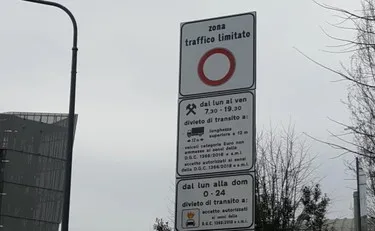 zona
traffico limitato
dal lun al ven
7,30 - 19,30
divieto di transito a:
lunghezza
superiore a 12 m
veicoli categorie Euro non
ammesse ai sensi della
D.G.C. 1366/2018 e s.m.i.
eccetto autorizzati ai sensi
della D.G.C. 1366/2018 e s.m.i.
dal lun alla dom
0 - 24
divieto di transito a:
eccetto autorizzati
ai sensi della
D.G.C. 1366/2018 e s.m.i.